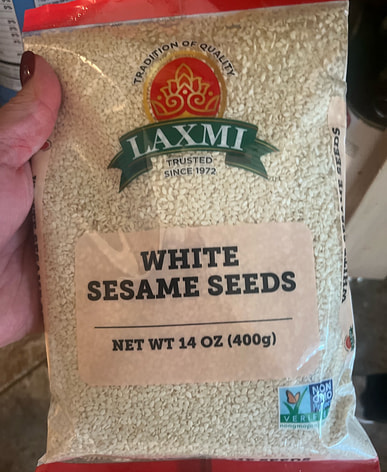 TRADITION OF QUALITY
LAXMI
TRUSTED
SINCE 1972
WHITE
SESAME SEEDS
NET WT 14 OZ (400g)
NON
GMO